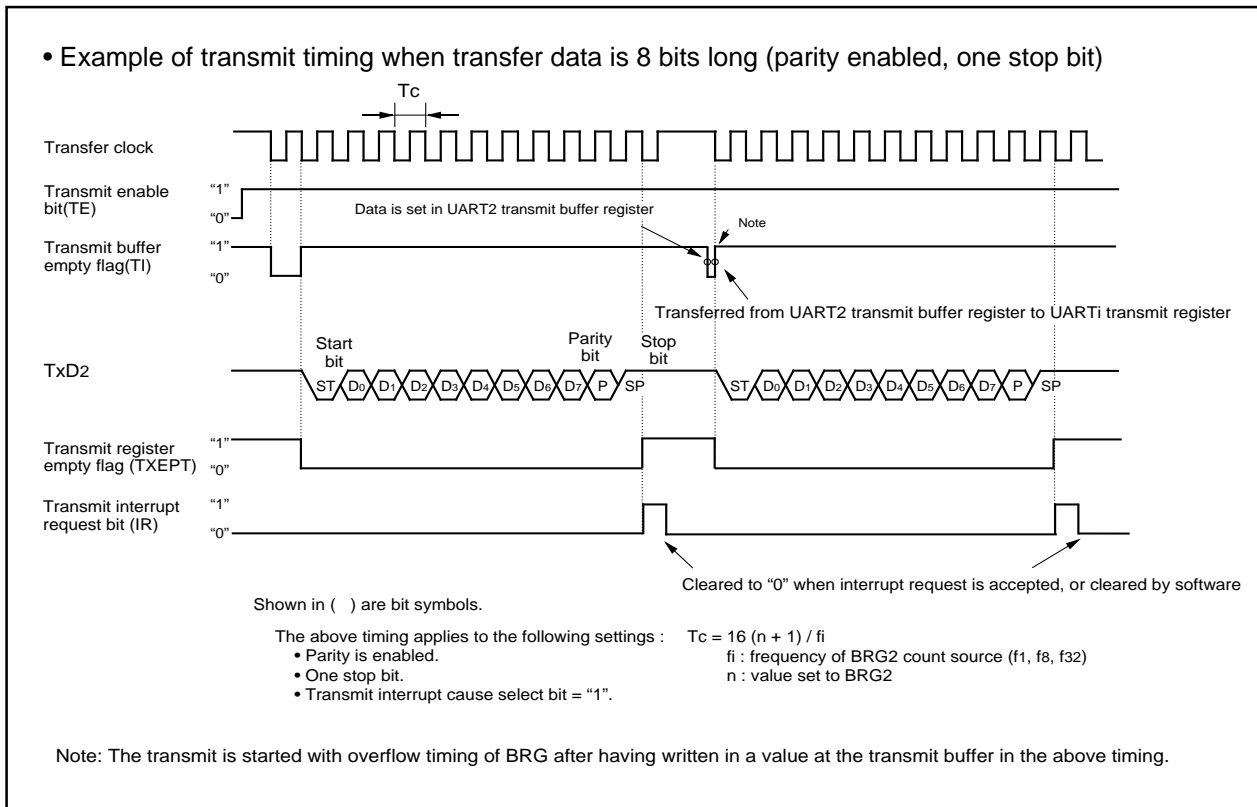 • Example of transmit timing when transfer data is 8 bits long (parity enabled, one stop bit)
Tc
Transfer clock
Transmit enable
bit(TE)
“1”
“0”
Data is set in UART2 transmit buffer register
Note
Transmit buffer
empty flag(TI)
“1”
“0”
Transferred from UART2 transmit buffer register to UARTi transmit register
Start
bit
Parity
bit
Stop
bit
TxD2
ST D0 D1 D2 D3 D4 D5 D6 D7 P SP
ST D0 D1 D2 D3 D4 D5 D6 D7 P SP
Transmit register
empty flag (TXEPT)
“1”
“0”
Transmit interrupt
request bit (IR)
“1”
“0”
Cleared to “0” when interrupt request is accepted, or cleared by software
Shown in ( ) are bit symbols.
The above timing applies to the following settings :
• Parity is enabled.
• One stop bit.
• Transmit interrupt cause select bit = “1”.
Tc = 16 (n + 1) / fi
fi : frequency of BRG2 count source (f1, f8, f32)
n : value set to BRG2
Note: The transmit is started with overflow timing of BRG after having written in a value at the transmit buffer in the above timing.